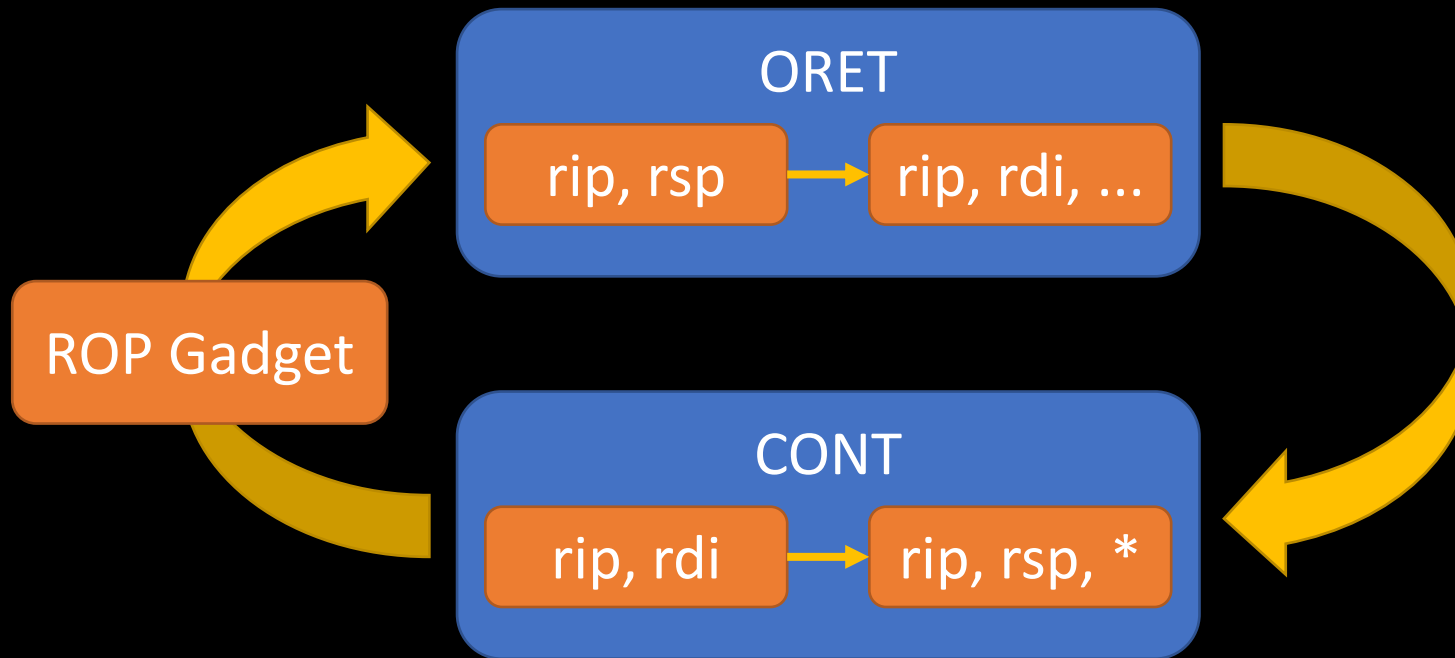 ORET
rip, rsp
rip, rdi, ...
ROP Gadget
CONT
rip, rdi
rip, rsp, *